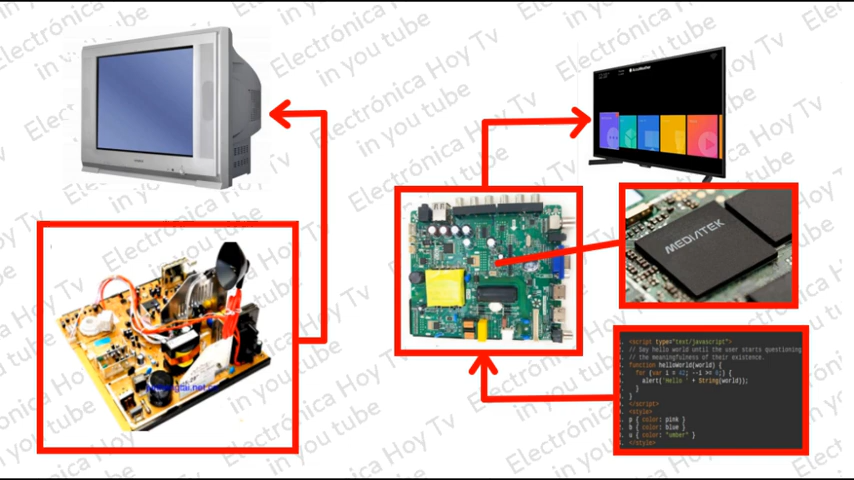 Electrónica Hoy Tv
in you tube
MEDIATEK
<script type="text/javascript">
// Say hello world until the user starts questioning
// the meaningfulness of their existence.
function helloWorld(world) {
for (var i = 42; --i >= 0;) {
alert('Hello ' + String(world));
}
}
</script>
<style>
p { color: pink }
b { color: blue }
u { color: "umber" }
</style>